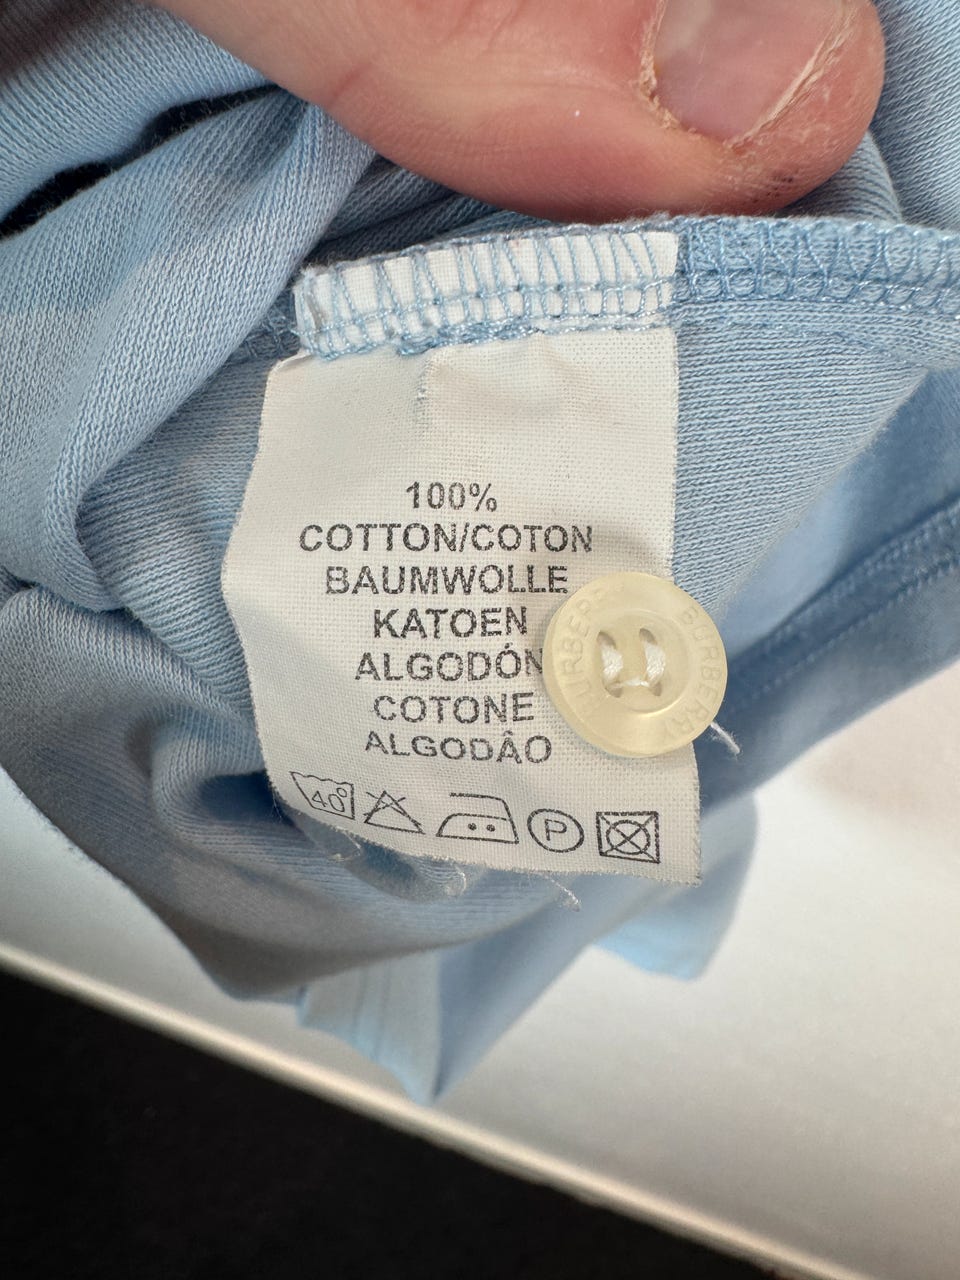 100%
COTTON/COTON
BAUMWOLLE
KATOEN
ALGODÓN
COTONE
ALGODÂO
40°
P
BURBERRY
BURBERRY